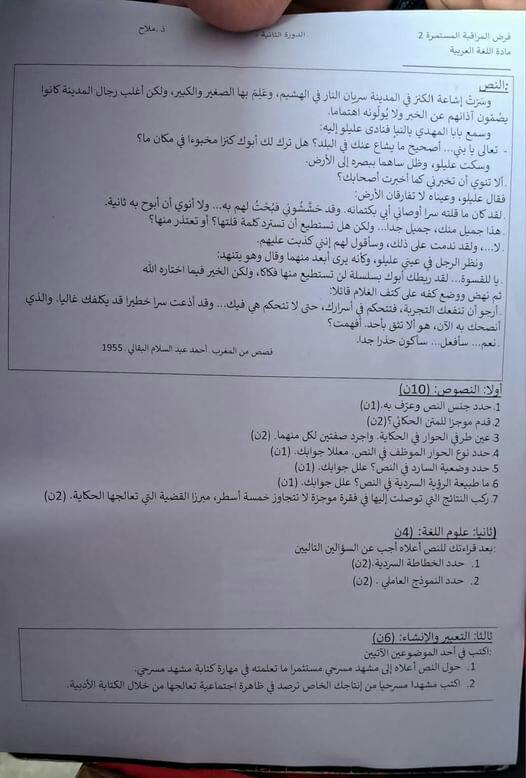 فرض المراقبة المستمرة 2
الدورة الثانية
ذ. ملاح
مادة اللغة العربية
النص:
وسَرَتْ إشاعة الكنز في المدينة سريان النار في الهشيم، وعَلِمَ بها الصغير والكبير، ولكن أغلب رجال المدينة كانوا
يصُمّون آذانهم عن الخبر ولا يُولُونه اهتماما.
وسمع بابا المهدي بالنبإ فنادى عليلو إليه:
- تعالى يا بني... أصحيح ما يشاع عنك في البلد؟ هل ترك لك أبوك كنزا مخبوءا في مكان ما؟
وسكت عليلو، وظل ساهما ببصره إلى الأرض.
.ألا تنوي أن تخبرني كما أخبرت أصحابك؟
فقال عليلو، وعيناه لا تفارقان الأرض:
.لقد كان ما قلته سرا أوصاني أبي بكتمانه. وقد خَشَّشُوني فبُحْتُ لهم به... ولا أنوي أن أبوح به ثانية.
.هذا جميل منك، جميل جدا... ولكن هل تستطيع أن تسترد كلمة قلتها؟ أو تعتذر منها؟
.لا...، ولقد ندمت على ذلك، وسأقول لهم إنني كذبت عليهم.
ونظر الرجل في عيني عليلو، وكأنه يرى أبعد منهما وقال وهو يتنهد:
.يا للقسوة... لقد ربطك أبوك بسلسلة لن تستطيع منها فكاكا، ولكن الخير فيما اختاره الله
ثم نهض ووضع كفه على كتف الغلام قائلا:
.أرجو أن تنفعك التجربة، فتتحكم في أسرارك، حتى لا تتحكم هي فيك... وقد أذعت سرا خطيرا قد يكلفك غاليا. والذي
أنصحك به الآن، هو ألا تثق بأحد. أفهمت؟
.نعم... سأفعل... سأكون حذرا جدا.
قصص من المغرب . أحمد عبد السلام البقالي . 1955
أولا: النصوص: (10ن)
1. حدد جنس النص وعرّف به.(1ن)
2. قدم موجزا للمتن الحكائي؟(2ن)
3. عين طرفي الحوار في الحكاية. واجرد صفتين لكل منهما. (2ن)
4. حدد نوع الحوار الموظف في النص. معللا جوابك. (1ن)
5. حدد وضعية السارد في النص؟ علل جوابك. (1ن)
6. ما طبيعة الرؤية السردية في النص؟ علل جوابك. (1ن)
7. ركب النتائج التي توصلت إليها في فقرة موجزة لا تتجاوز خمسة أسطر، مبرزا القضية التي تعالجها الحكاية. (2ن)
(ثانيا: علوم اللغة: (4ن
:بعد قراءتك للنص أعلاه أجب عن السؤالين التاليين
1. حدد الخطاطة السردية.(2ن)
2. حدد النموذج العاملي. (2ن)
ثالثا: التعبير والإنشاء: (6ن)
:اكتب في أحد الموضوعين الآتيين
1. حول النص أعلاه إلى مشهد مسرحي مستثمرا ما تعلمته في مهارة كتابة مشهد مسرحي.
2. اكتب مشهدا مسرحيا من إنتاجك الخاص ترصد في ظاهرة اجتماعية تعالجها من خلال الكتابة الأدبية.